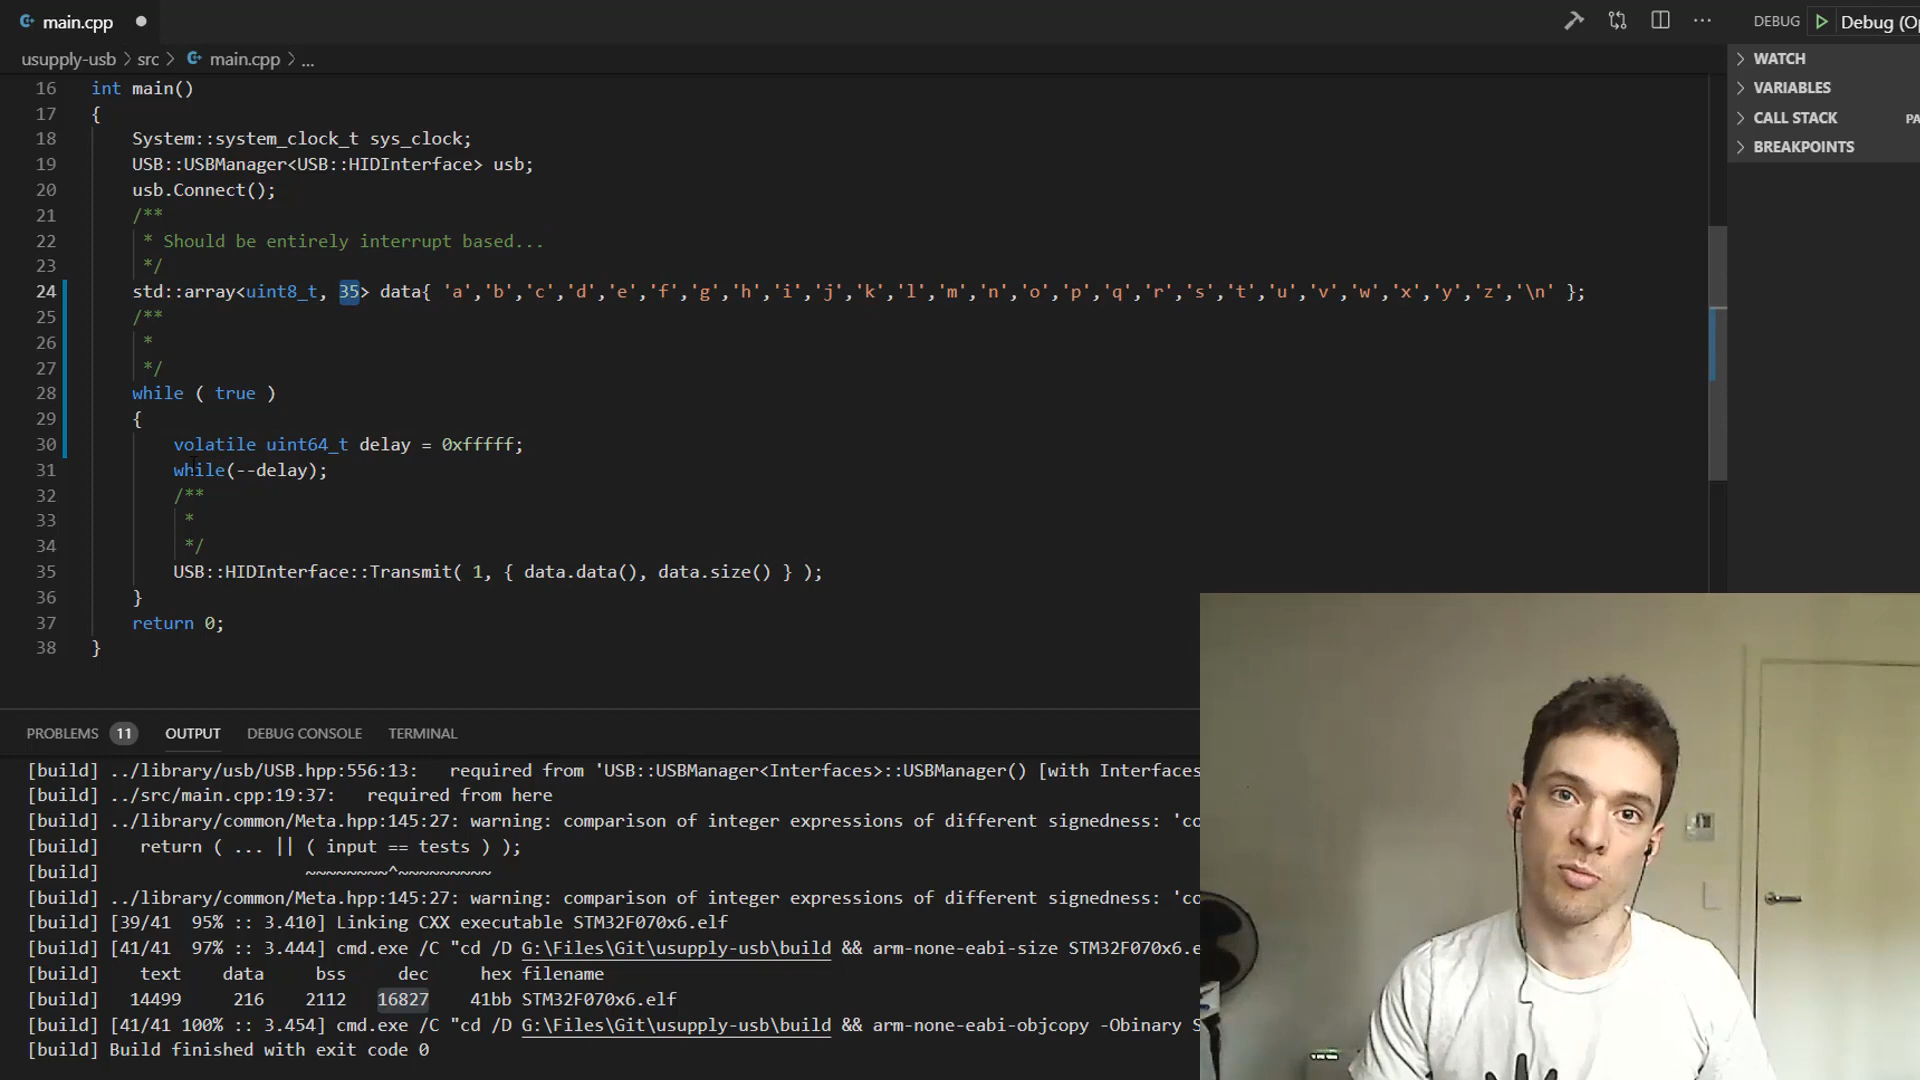 main.cpp
DEBUG Debug (Op
usupply-usb > src > main.cpp > ...
WATCH
VARIABLES
CALL STACK PA
BREAKPOINTS
16 int main()
17 {
18 System::system_clock_t sys_clock;
19 USB::USBManager<USB::HIDInterface> usb;
20 usb.Connect();
21 /**
22 * Should be entirely interrupt based...
23 */
24 std::array<uint8_t, 35> data{ 'a','b','c','d','e','f','g','h','i','j','k','l','m','n','o','p','q','r','s','t','u','v','w','x','y','z','\n' };
25 /**
26 *
27 */
28 while ( true )
29 {
30 volatile uint64_t delay = 0xfffff;
31 while(--delay);
32 /**
33 *
34 */
35 USB::HIDInterface::Transmit( 1, { data.data(), data.size() } );
36 }
37 return 0;
38 }
PROBLEMS 11 OUTPUT DEBUG CONSOLE TERMINAL
[build] ../library/usb/USB.hpp:556:13:   required from 'USB::USBManager<Interfaces>::USBManager() [with Interfaces
[build] ../src/main.cpp:19:37:   required from here
[build] ../library/common/Meta.hpp:145:27: warning: comparison of integer expressions of different signedness: 'co
[build]    return ( ... || ( input == tests ) );
[build]                    ~~~~~~~~^~~~~~~~~~
[build] ../library/common/Meta.hpp:145:27: warning: comparison of integer expressions of different signedness: 'co
[build] [39/41  95% :: 3.410] Linking CXX executable STM32F070x6.elf
[build] [41/41  97% :: 3.444] cmd.exe /C "cd /D G:\Files\Git\usupply-usb\build && arm-none-eabi-size STM32F070x6.e
[build]    text    data     bss     dec     hex filename
[build]   14499     216    2112   16827    41bb STM32F070x6.elf
[build] [41/41 100% :: 3.454] cmd.exe /C "cd /D G:\Files\Git\usupply-usb\build && arm-none-eabi-objcopy -Obinary S
[build] Build finished with exit code 0